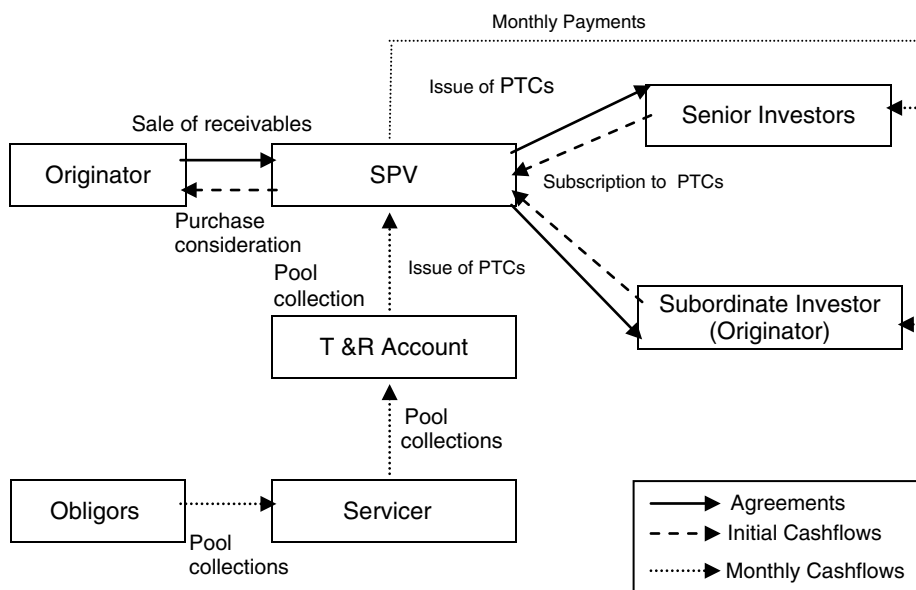 Monthly Payments
Issue of PTCs
Senior Investors
Sale of receivables
Originator
SPV
Subscription to PTCs
Purchase
consideration
Pool
collection
Issue of PTCs
Subordinate Investor
(Originator)
T &R Account
Pool
collections
Obligors
Servicer
Pool
collections
Agreements
Initial Cashflows
Monthly Cashflows